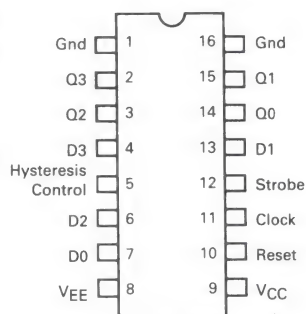 Gnd 1 16 Gnd
Q3 2 15 Q1
Q2 3 14 Q0
D3 4 13 D1
Hysteresis
Control 5 12 Strobe
D2 6 11 Clock
D0 7 10 Reset
VEE 8 9 VCC